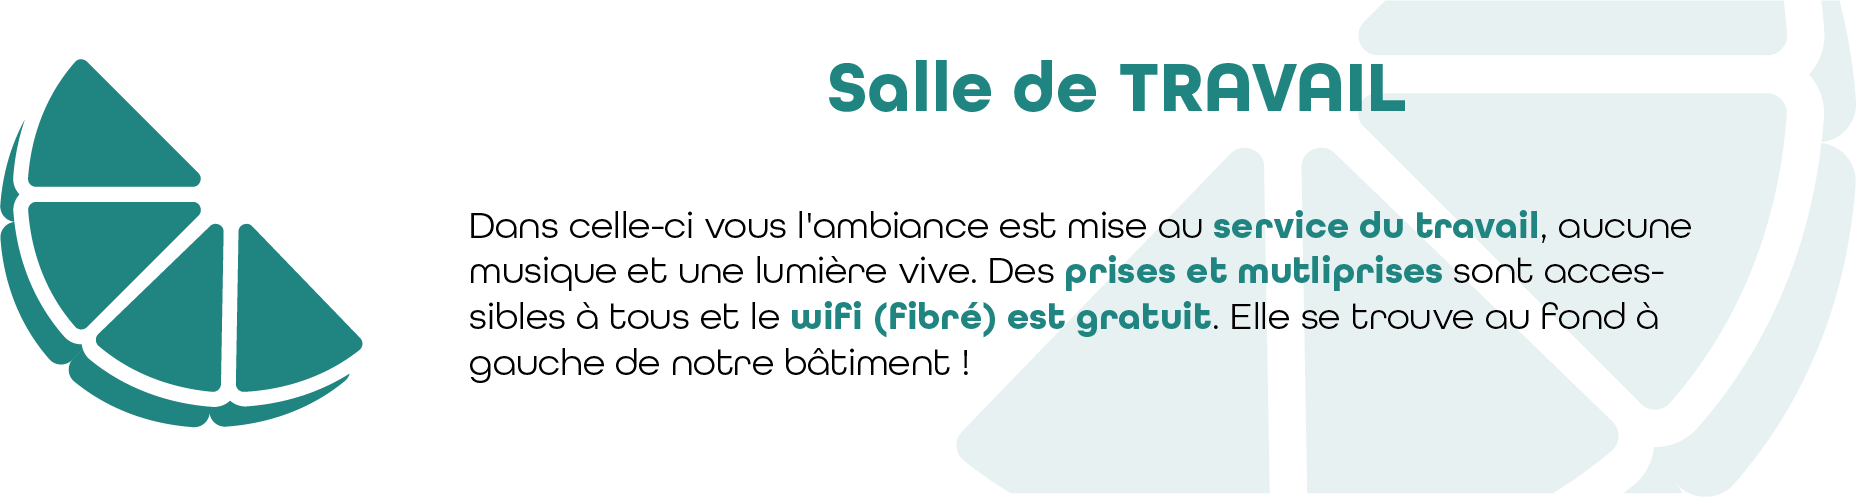 Salle de TRAVAIL
Dans celle-ci vous l'ambiance est mise au service du travail, aucune
musique et une lumière vive. Des prises et mutliprises sont acces-
sibles à tous et le wifi (fibré) est gratuit. Elle se trouve au fond à
gauche de notre bâtiment !